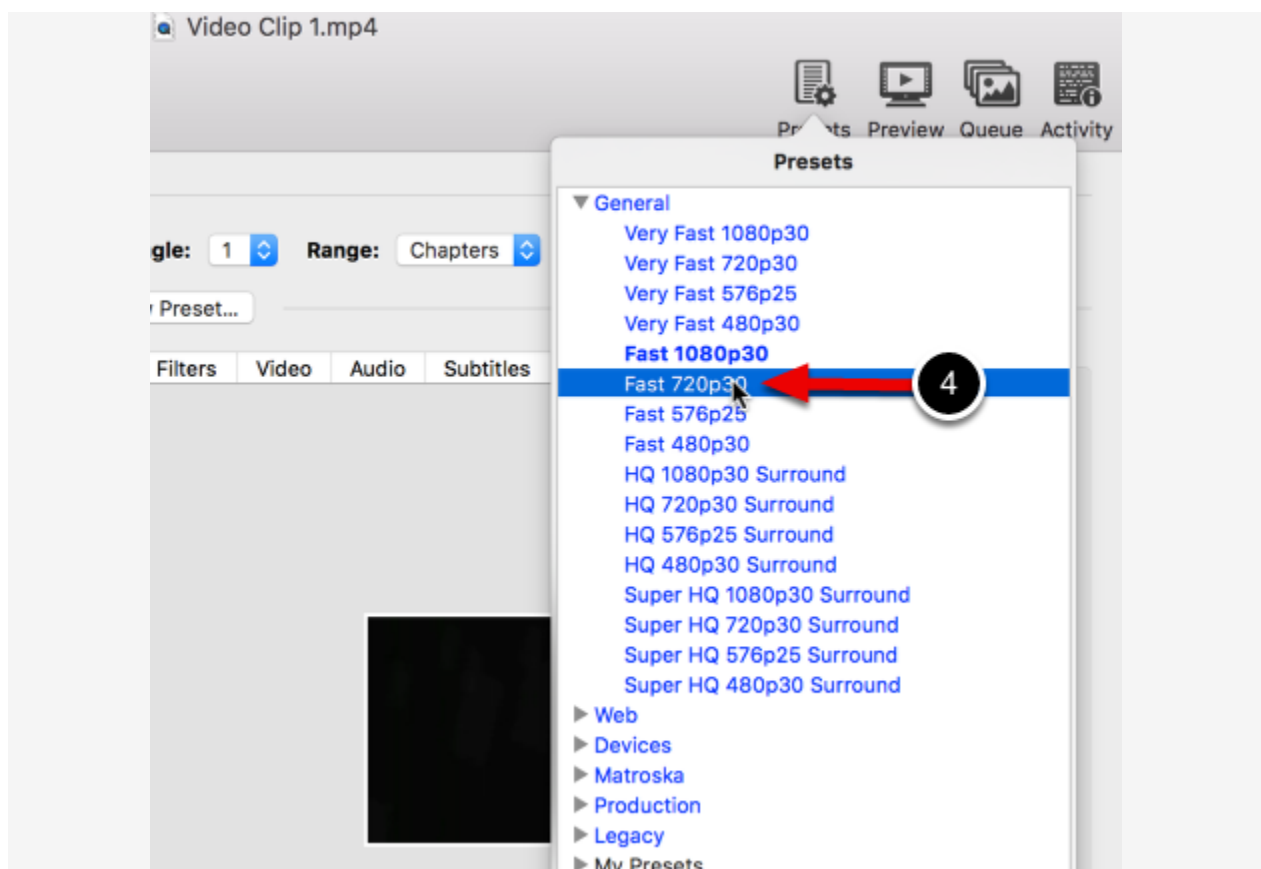 Video Clip 1.mp4
Preview Queue Activity
Presets
General
Very Fast 1080p30
Very Fast 720p30
gle: 1 Range: Chapters
Very Fast 576p25
Preset...
Very Fast 480p30
Fast 1080p30
Filters Video Audio Subtitles
Fast 720p30
4
Fast 576p25
Fast 480p30
HQ 1080p30 Surround
HQ 720p30 Surround
HQ 576p25 Surround
HQ 480p30 Surround
Super HQ 1080p30 Surround
Super HQ 720p30 Surround
Super HQ 576p25 Surround
Super HQ 480p30 Surround
Web
Devices
Matroska
Production
Legacy
My Presets